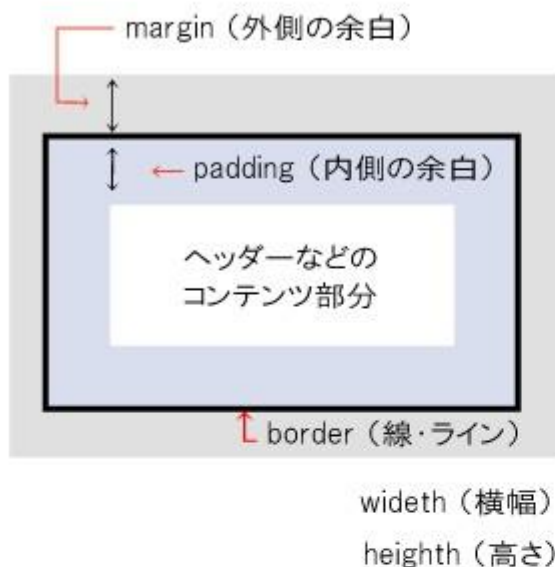 margin（外側の余白）
padding（内側の余白）
ヘッダーなどの
コンテンツ部分
border（線・ライン）
wideth（横幅）
heighth（高さ）